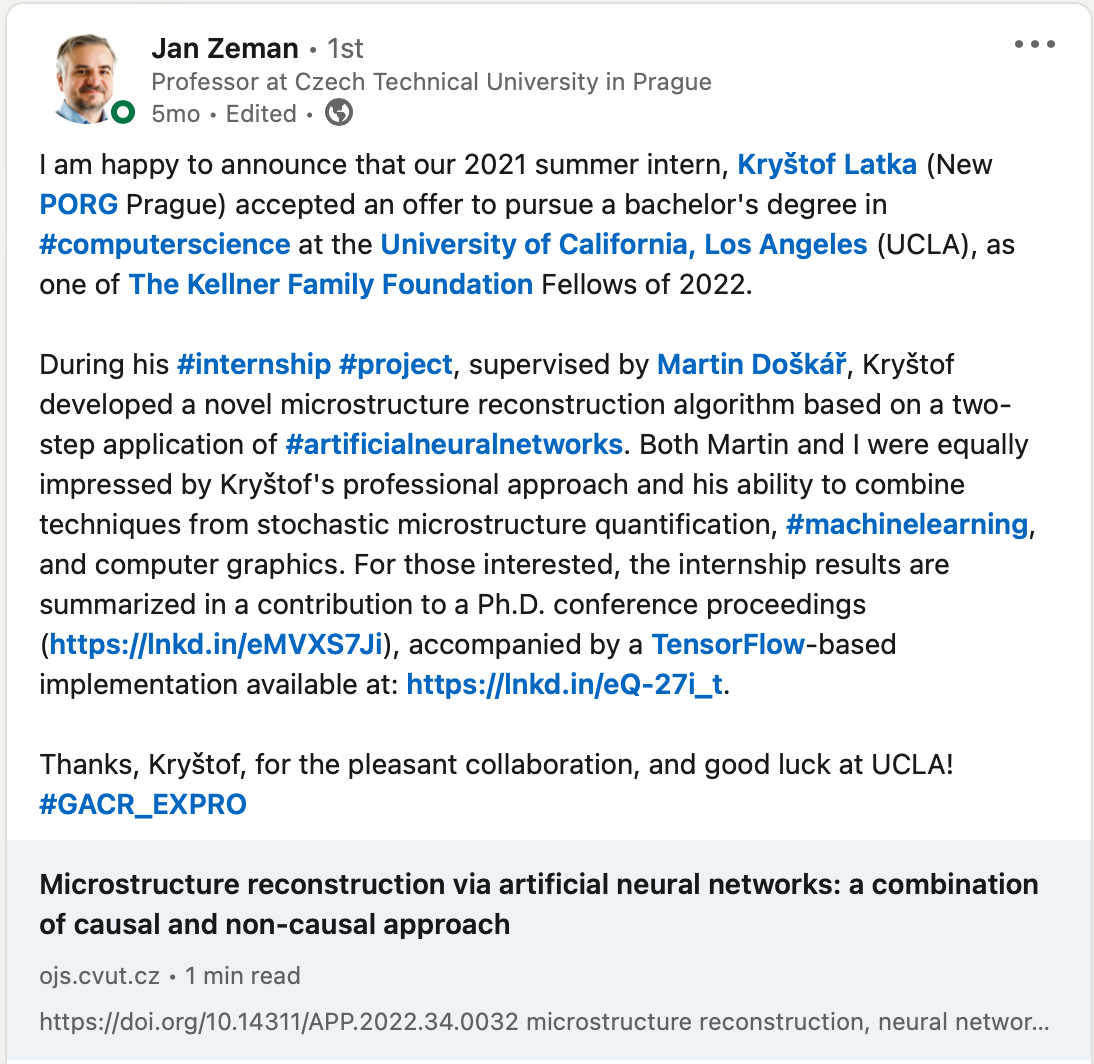 Jan Zeman • 1st
Professor at Czech Technical University in Prague
5mo • Edited •
I am happy to announce that our 2021 summer intern, Kryštof Latka (New
PORG Prague) accepted an offer to pursue a bachelor's degree in
#computerscience at the University of California, Los Angeles (UCLA), as
one of The Kellner Family Foundation Fellows of 2022.
During his #internship #project, supervised by Martin Doškář, Kryštof
developed a novel microstructure reconstruction algorithm based on a two-
step application of #artificialneuralnetworks. Both Martin and I were equally
impressed by Kryštof's professional approach and his ability to combine
techniques from stochastic microstructure quantification, #machinelearning,
and computer graphics. For those interested, the internship results are
summarized in a contribution to a Ph.D. conference proceedings
(https://lnkd.in/eMVXS7Ji), accompanied by a TensorFlow-based
implementation available at: https://lnkd.in/eQ-27i_t.
Thanks, Kryštof, for the pleasant collaboration, and good luck at UCLA!
#GACR_EXPRO
Microstructure reconstruction via artificial neural networks: a combination
of causal and non-causal approach
ojs.cvut.cz • 1 min read
https://doi.org/10.14311/APP.2022.34.0032 microstructure reconstruction, neural networ...